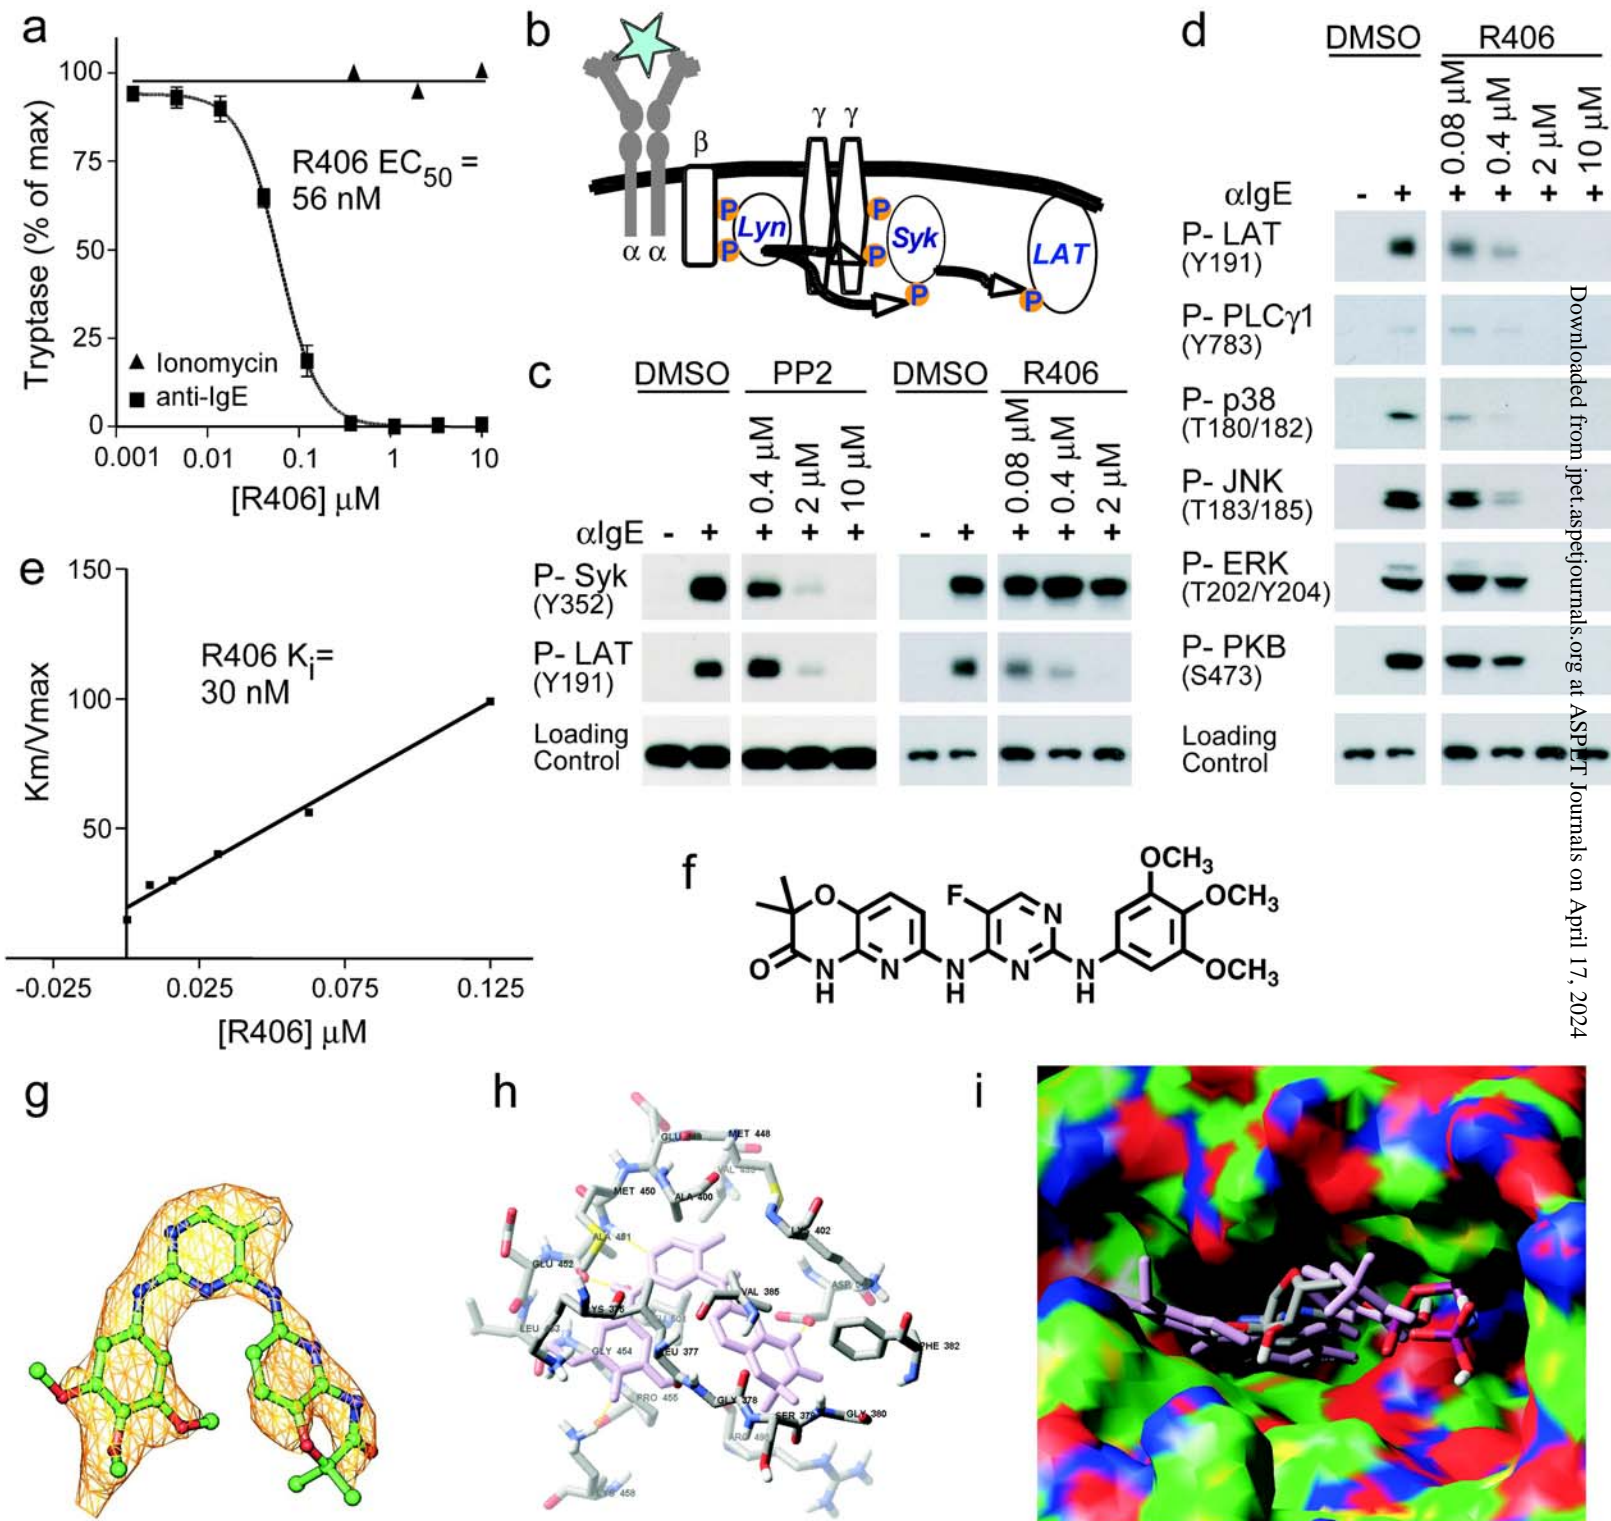 a
100
75
50
25
0
Tryptase (% of max)
R406 EC50 =
56 nM
Ionomycin
anti-IgE
0.001
0.01
0.1
1
10
[R406] µM
b
β
γ γ
α α
P
P
Lyn
P
P
Syk
P
LAT
P
c
DMSO
PP2
DMSO
R406
0.4 µM
2 µM
10 µM
0.08 µM
0.4 µM
2 µM
αIgE - + + + + - + + + +
P- Syk
(Y352)
P- LAT
(Y191)
Loading
Control
d
DMSO
R406
0.08 µM
0.4 µM
2 µM
10 µM
αIgE - + + + + +
P- LAT
(Y191)
P- PLCγ1
(Y783)
P- p38
(T180/182)
P- JNK
(T183/185)
P- ERK
(T202/Y204)
P- PKB
(S473)
Loading
Control
Downloaded from jpet.aspetjournals.org at ASPET Journals on April 17, 2024
e
150
100
50
Km/Vmax
R406 Ki=
30 nM
-0.025
0.025
0.075
0.125
[R406] µM
f
O
O
N
H
N
N
H
F
N
N
N
H
OCH3
OCH3
OCH3
g
h
MET 448
MET 450
ALA 400
LYS 402
GLU 452
VAL 385
GLY 454
LEU 377
PHE 382
PRO 455
GLY 378
GLY 380
i